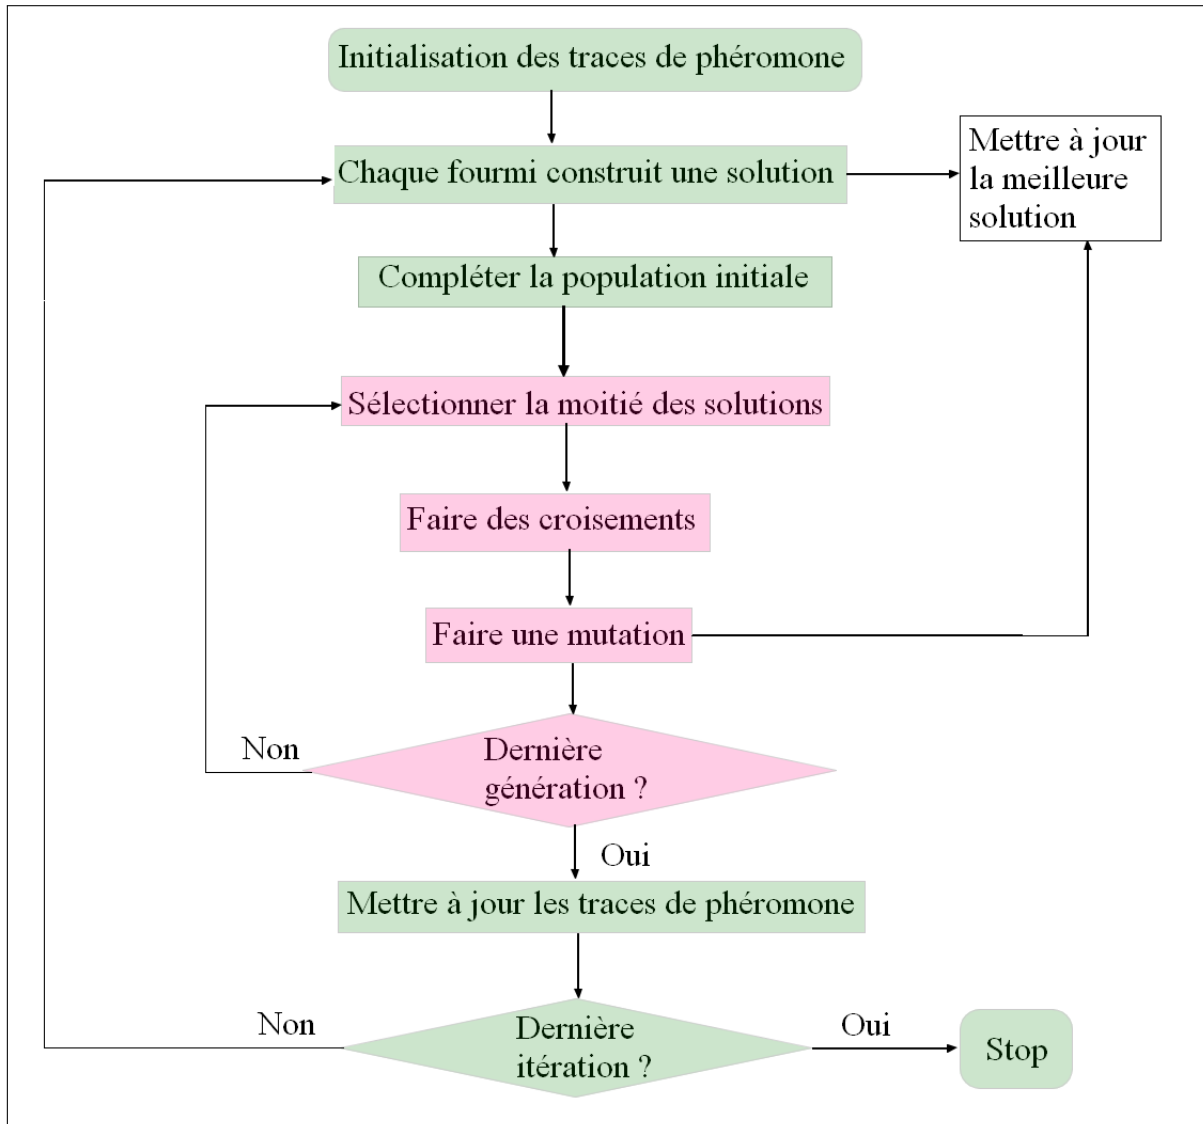 Initialisation des traces de phéromone
Chaque fourmi construit une solution
Mettre à jour
la meilleure
solution
Compléter la population initiale
Sélectionner la moitié des solutions
Faire des croisements
Faire une mutation
Non
Dernière
génération ?
Oui
Mettre à jour les traces de phéromone
Non
Dernière
itération ?
Oui
Stop